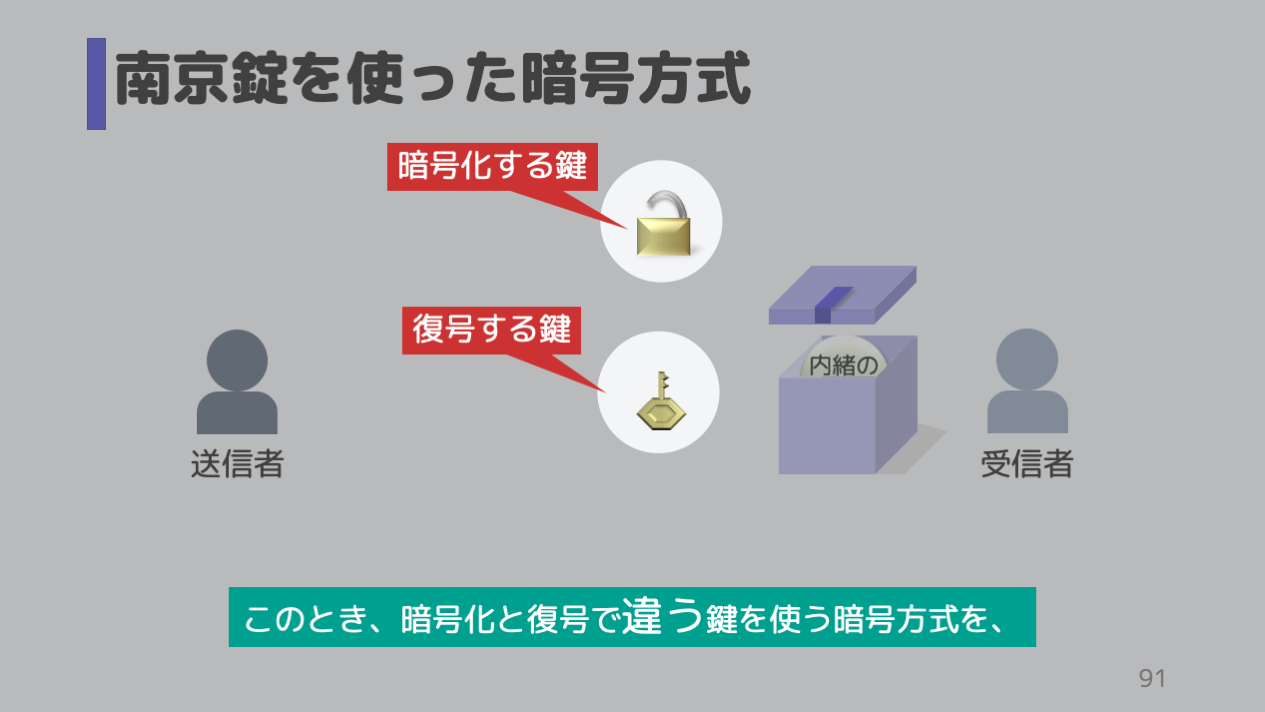 南京錠を使った暗号方式
暗号化する鍵
復号する鍵
内緒の
送信者
受信者
このとき、暗号化と復号で違う鍵を使う暗号方式を、
91